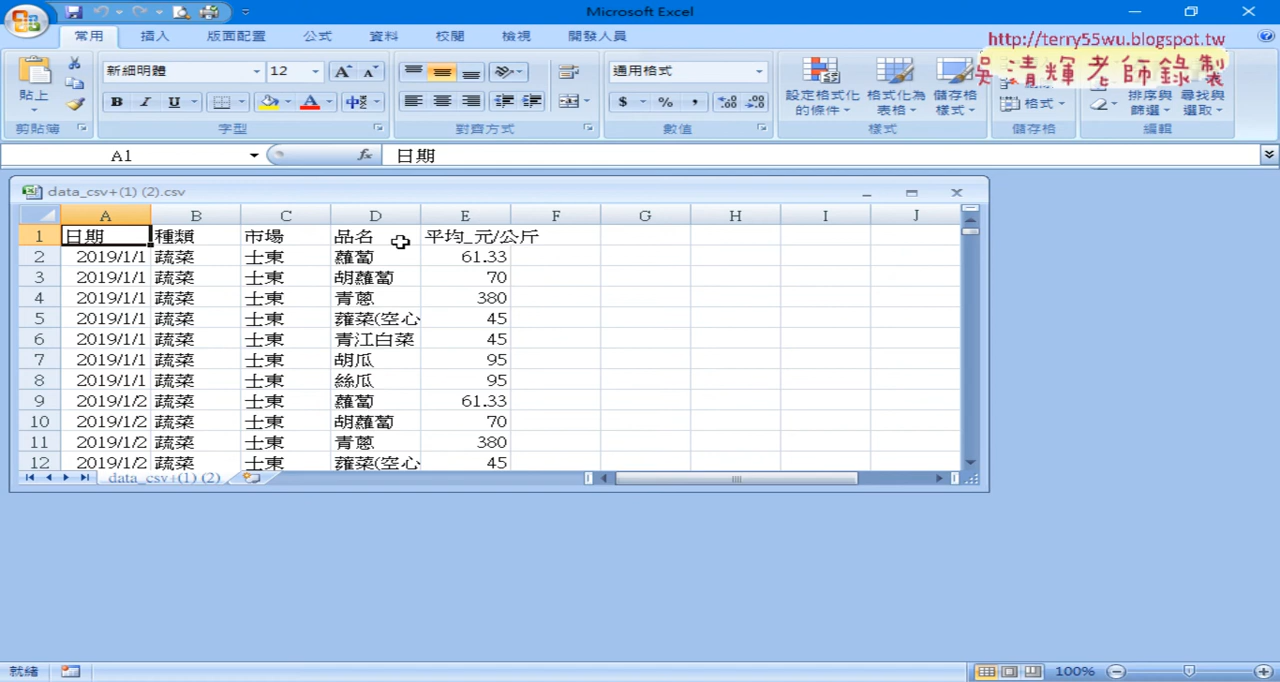 Microsoft Excel
常用 插入 版面配置 公式 資料 校閱 檢視 開發人員
http://terry55wu.blogspot.tw
吳清輝老師錄製
貼上 新細明體 12 通用格式 設定格式化的條件 格式化為表格 儲存格樣式 格式 排序與篩選 尋找與選取
B I U 中 $ % ,
剪貼簿 字型 對齊方式 數值 樣式 儲存格 編輯
A1 fx 日期
data_csv+(1) (2).csv
A B C D E F G H I J
1 日期 種類 市場 品名 平均_元/公斤
2 2019/1/1 蔬菜 士東 蘿蔔 61.33
3 2019/1/1 蔬菜 士東 胡蘿蔔 70
4 2019/1/1 蔬菜 士東 青蔥 380
5 2019/1/1 蔬菜 士東 蕹菜(空心 45
6 2019/1/1 蔬菜 士東 青江白菜 45
7 2019/1/1 蔬菜 士東 胡瓜 95
8 2019/1/1 蔬菜 士東 絲瓜 95
9 2019/1/2 蔬菜 士東 蘿蔔 61.33
10 2019/1/2 蔬菜 士東 胡蘿蔔 70
11 2019/1/2 蔬菜 士東 青蔥 380
12 2019/1/2 蔬菜 士東 蕹菜(空心 45
data_csv+(1) (2)
就緒 100%